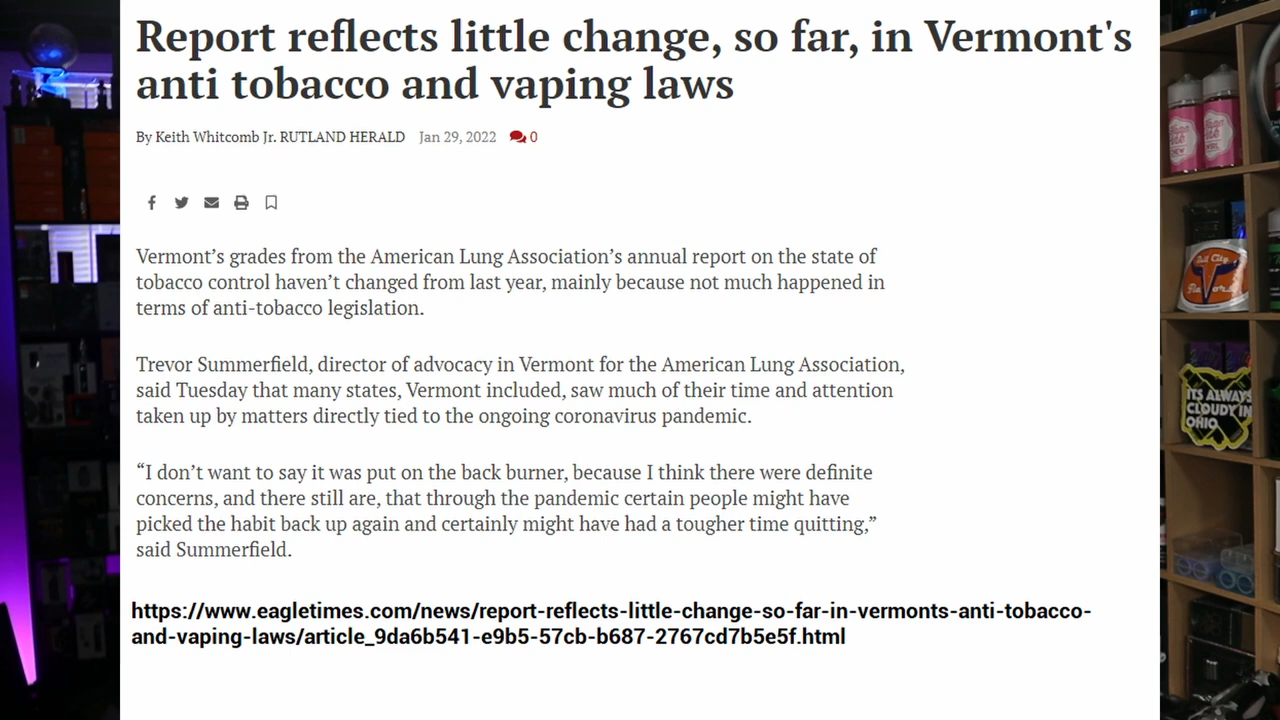 Report reflects little change, so far, in Vermont's
anti tobacco and vaping laws
By Keith Whitcomb Jr. RUTLAND HERALD Jan 29, 2022 0
Vermont’s grades from the American Lung Association’s annual report on the state of
tobacco control haven’t changed from last year, mainly because not much happened in
terms of anti-tobacco legislation.
Trevor Summerfield, director of advocacy in Vermont for the American Lung Association,
said Tuesday that many states, Vermont included, saw much of their time and attention
taken up by matters directly tied to the ongoing coronavirus pandemic.
“I don’t want to say it was put on the back burner, because I think there were definite
concerns, and there still are, that through the pandemic certain people might have
picked the habit back up again and certainly might have had a tougher time quitting,”
said Summerfield.
https://www.eagletimes.com/news/report-reflects-little-change-so-far-in-vermonts-anti-tobacco-
and-vaping-laws/article_9da6b541-e9b5-57cb-b687-2767cd7b5e5f.html
ITS ALWAYS
CLOUDY IN
OHIO